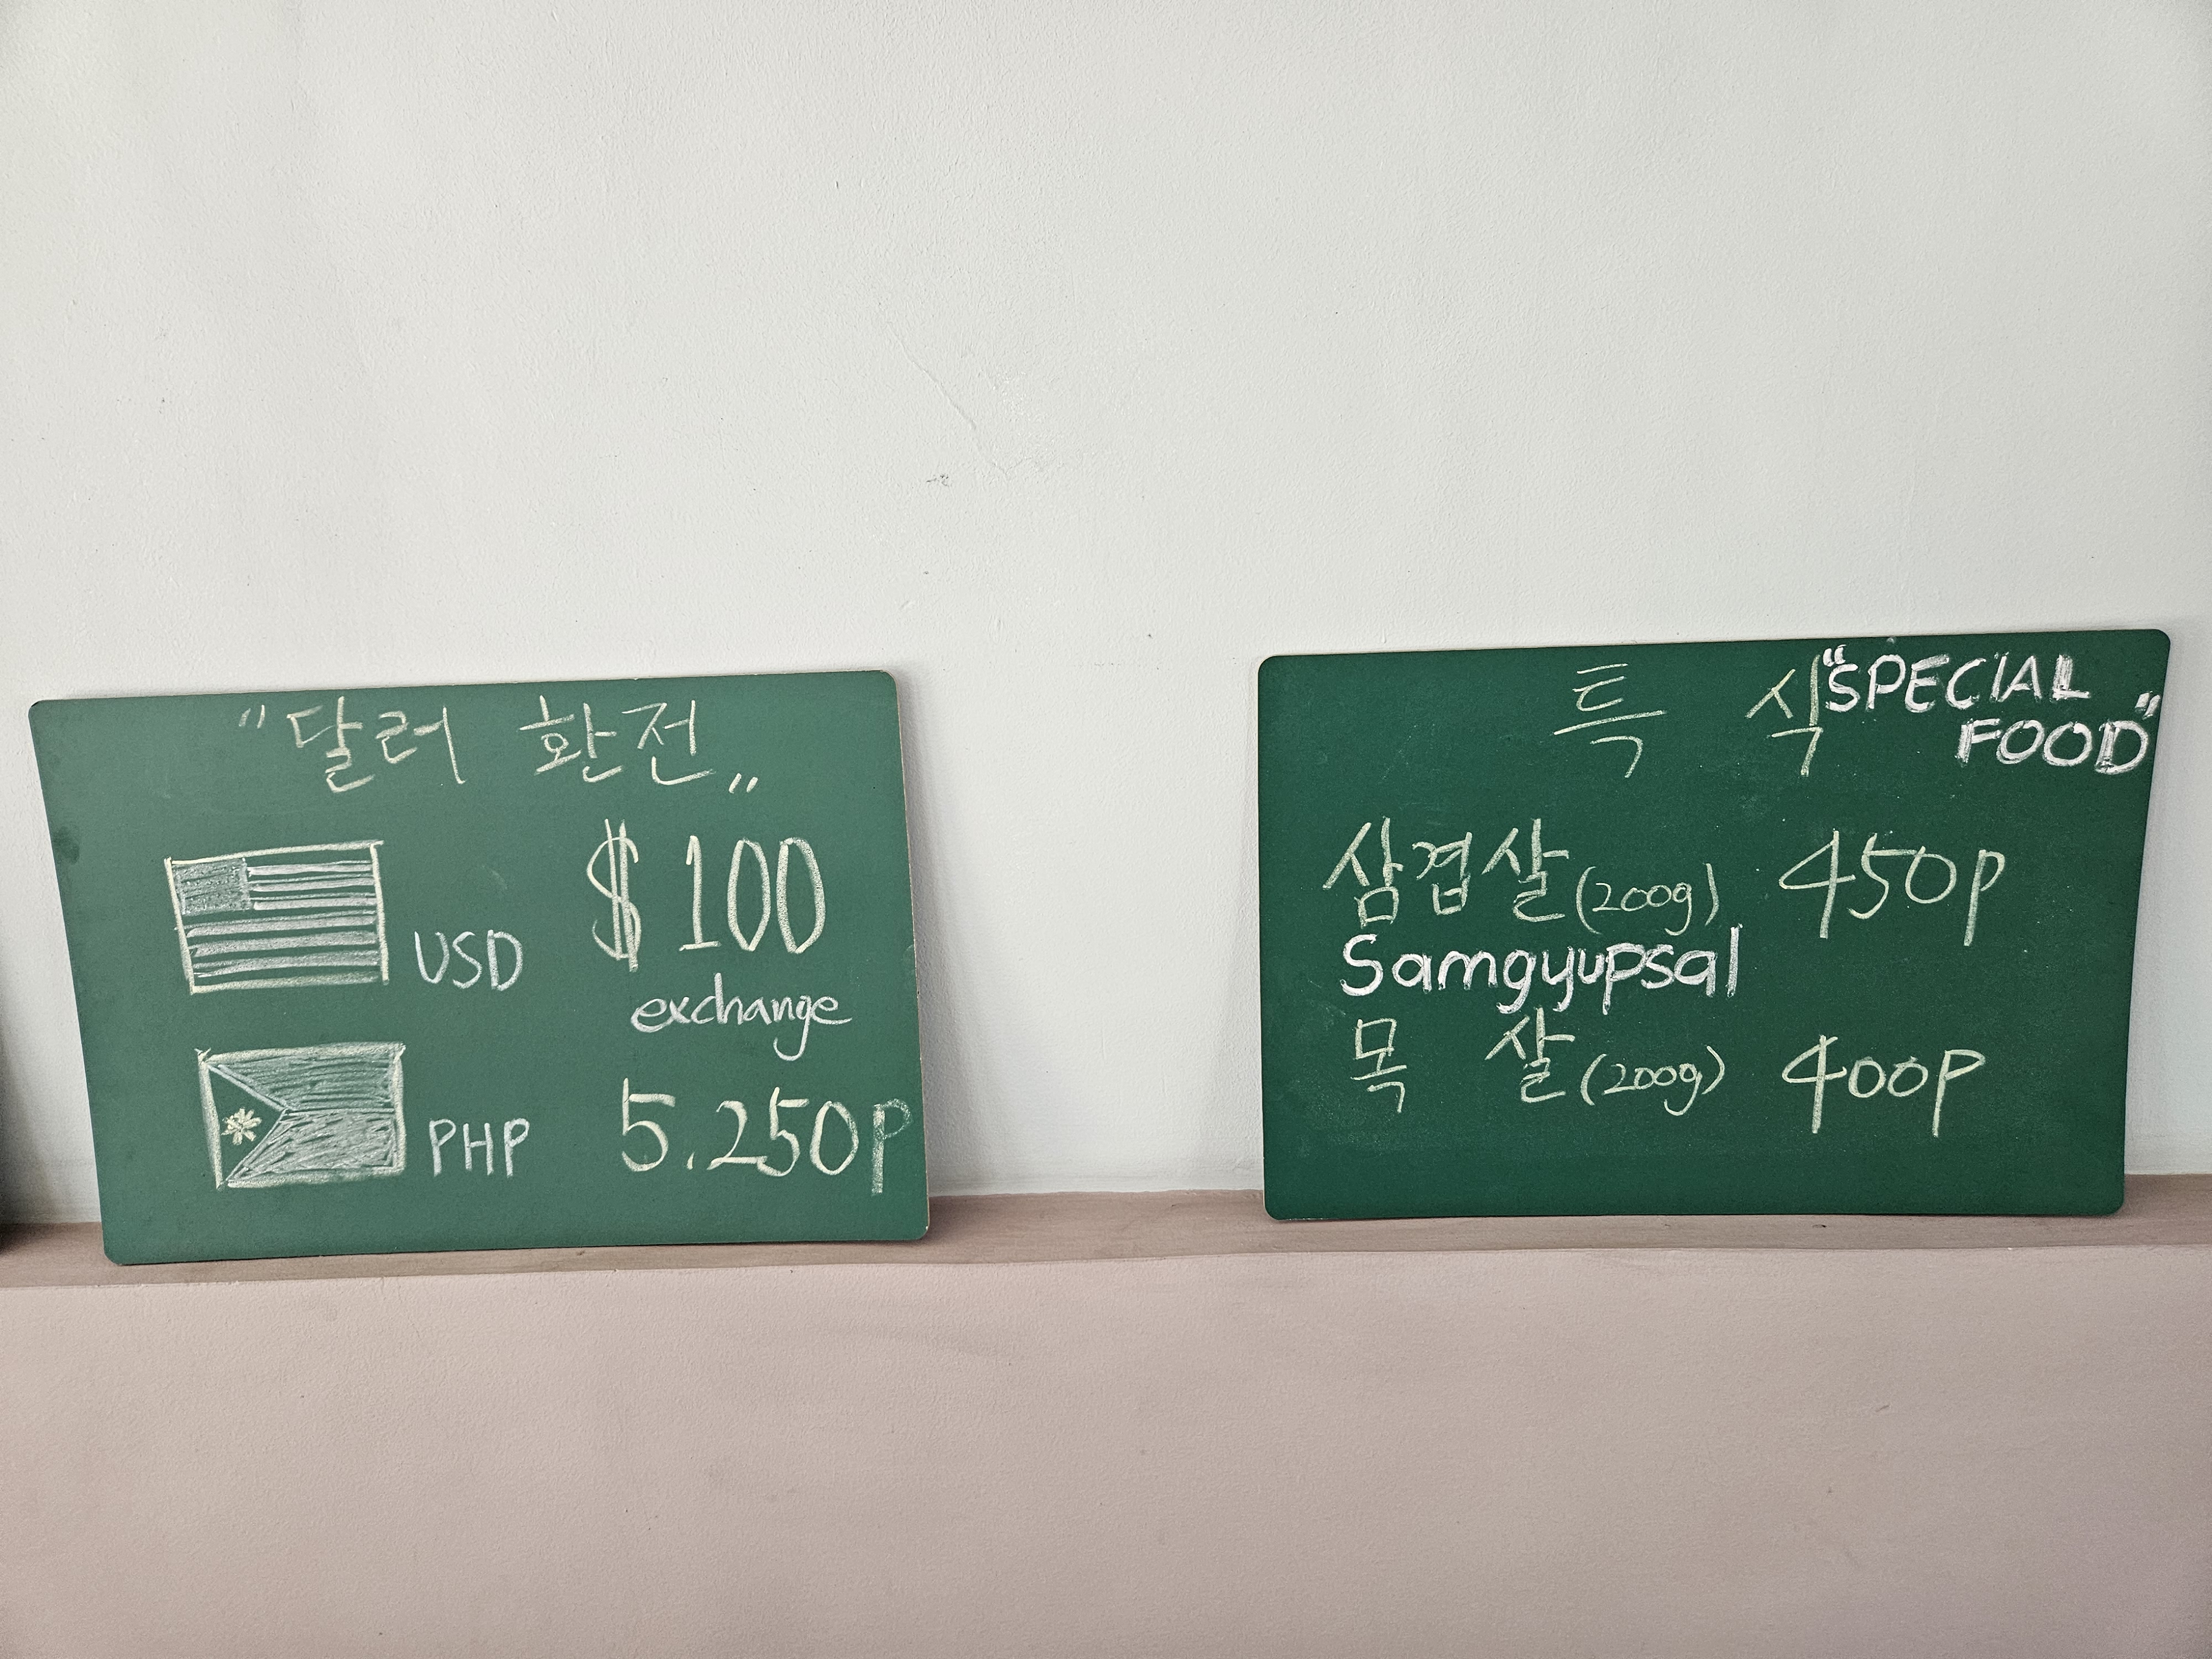 "달러 환전"
USD $100
exchange
PHP 5.250P
특 식 "SPECIAL
FOOD"
삼겹살(200g) 450P
Samgyupsal
목 살(200g) 400P